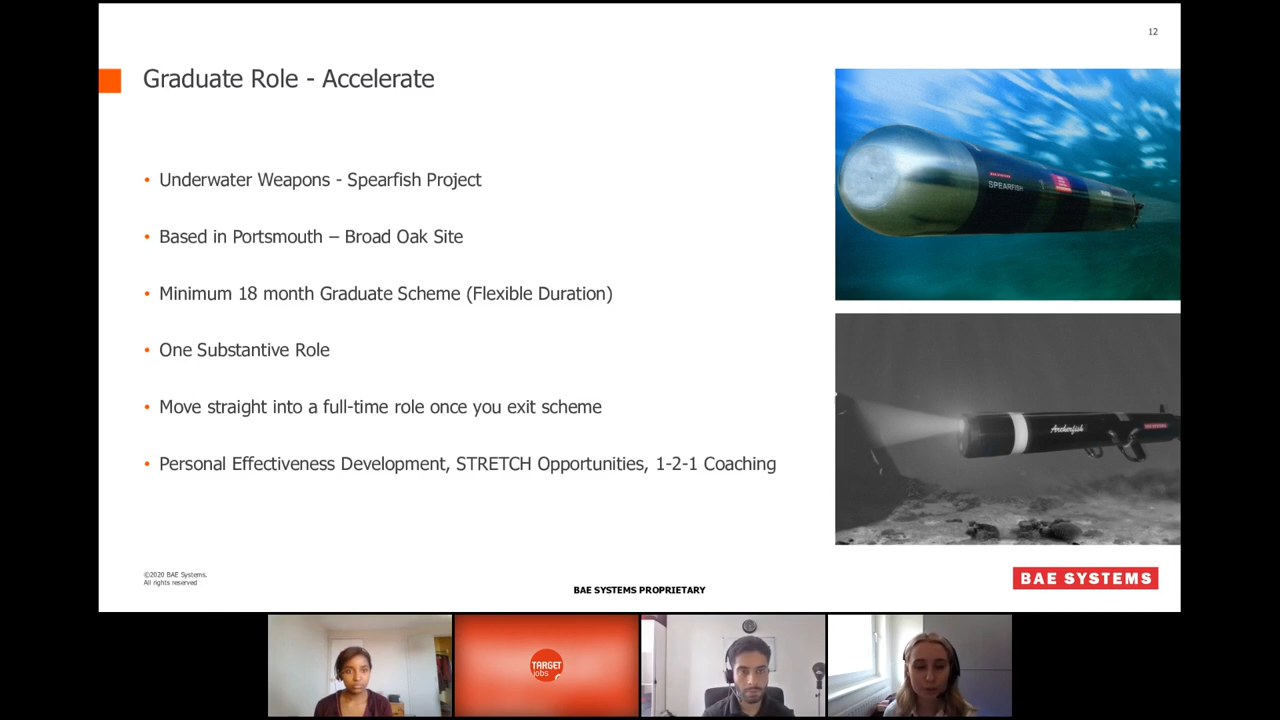 12
Graduate Role - Accelerate
• Underwater Weapons - Spearfish Project
• Based in Portsmouth – Broad Oak Site
• Minimum 18 month Graduate Scheme (Flexible Duration)
• One Substantive Role
• Move straight into a full-time role once you exit scheme
• Personal Effectiveness Development, STRETCH Opportunities, 1-2-1 Coaching
SPEARFISH
Archerfish
©2020 BAE Systems.
All rights reserved
BAE SYSTEMS PROPRIETARY
BAE SYSTEMS
TARGET
jobs